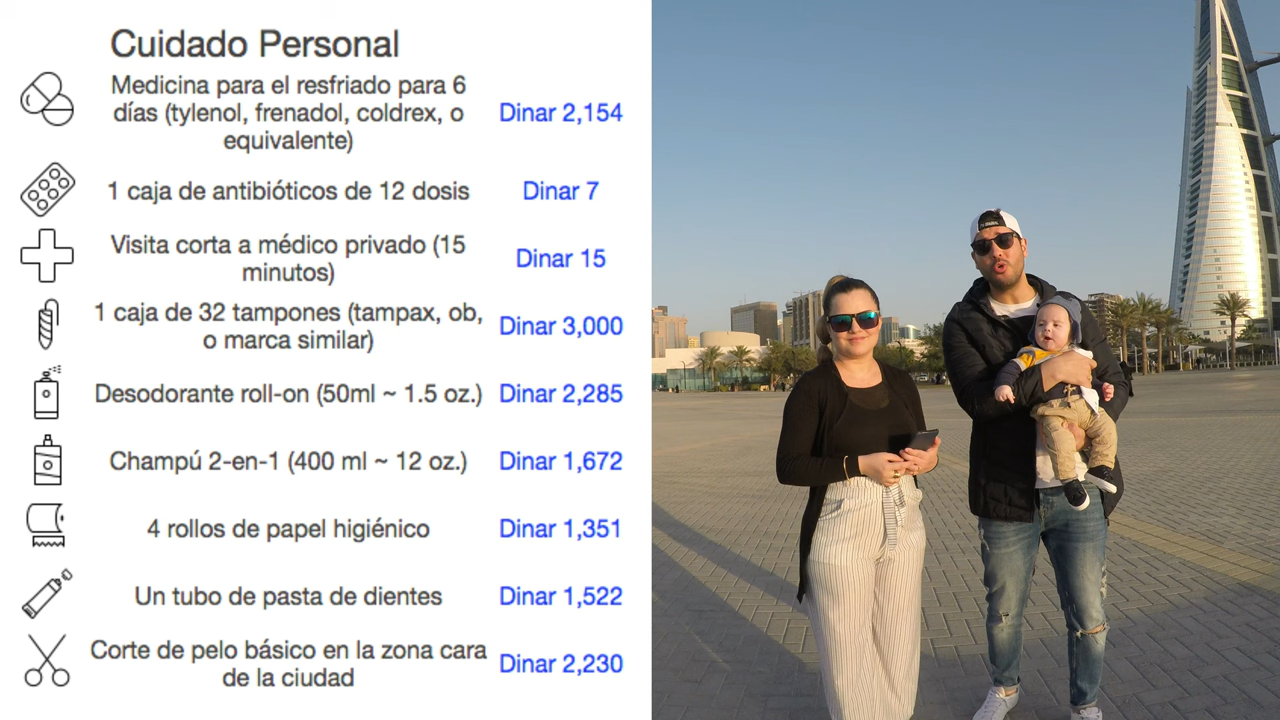 Cuidado Personal
Medicina para el resfriado para 6
días (tylenol, frenadol, coldrex, o
equivalente)
Dinar 2,154
1 caja de antibióticos de 12 dosis
Dinar 7
Visita corta a médico privado (15
minutos)
Dinar 15
1 caja de 32 tampones (tampax, ob,
o marca similar)
Dinar 3,000
Desodorante roll-on (50ml ~ 1.5 oz.)
Dinar 2,285
Champú 2-en-1 (400 ml ~ 12 oz.)
Dinar 1,672
4 rollos de papel higiénico
Dinar 1,351
Un tubo de pasta de dientes
Dinar 1,522
Corte de pelo básico en la zona cara
de la ciudad
Dinar 2,230